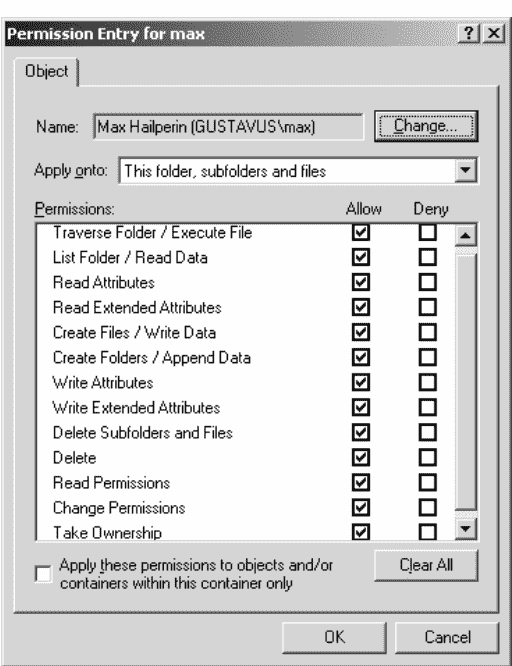 Permission Entry for max
Object
Name: Max Hailperin (GUSTAVUS\max) Change...
Apply onto: This folder, subfolders and files
Permissions: Allow Deny
Traverse Folder / Execute File
List Folder / Read Data
Read Attributes
Read Extended Attributes
Create Files / Write Data
Create Folders / Append Data
Write Attributes
Write Extended Attributes
Delete Subfolders and Files
Delete
Read Permissions
Change Permissions
Take Ownership
Apply these permissions to objects and/or Clear All
containers within this container only
OK Cancel